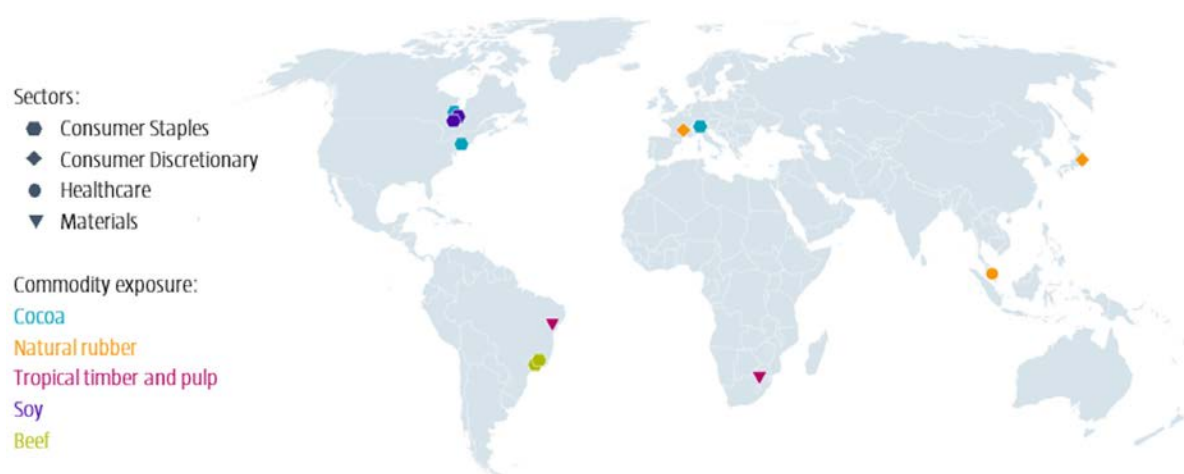 Sectors:
Consumer Staples
Consumer Discretionary
Healthcare
Materials
Commodity exposure:
Cocoa
Natural rubber
Tropical timber and pulp
Soy
Beef